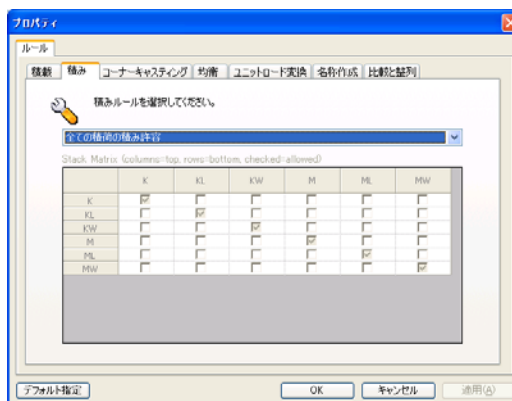 プロパティ
ルール
積載 積み コーナーキャスティング 均衡 ユニットロード変換 名称作成 比較と整列
積みルールを選択してください。
全ての積荷の積み許容
Stack Matrix (columns=top, rows=bottom, checked=allowed)
K KL KW M ML MW
K
KL
KW
M
ML
MW
デフォルト指定 OK キャンセル 適用(A)